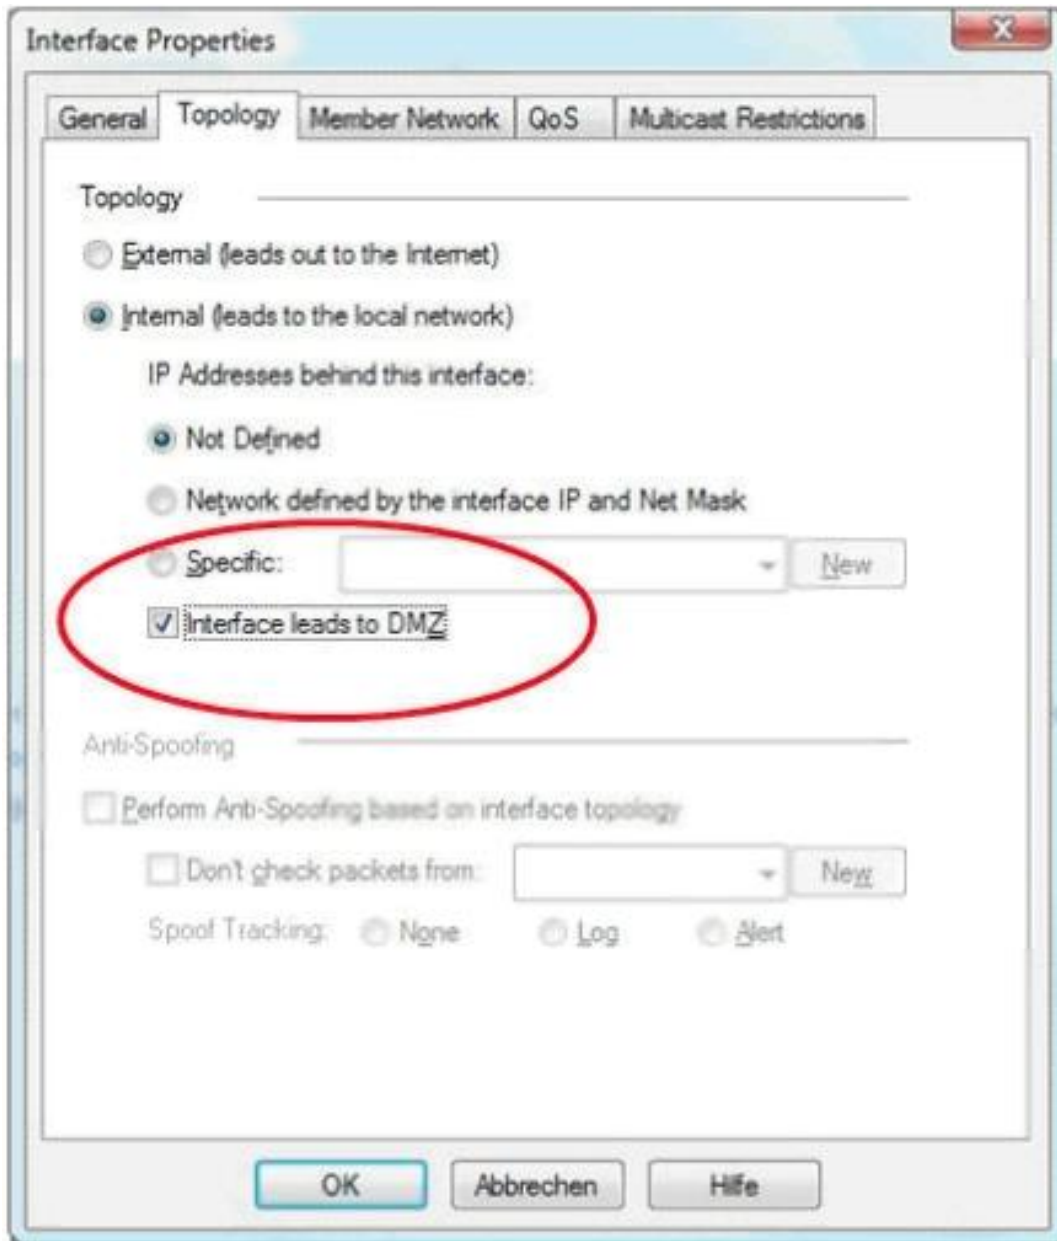 Interface Properties
General Topology Member Network QoS Multicast Restrictions
Topology
External (leads out to the Internet)
Internal (leads to the local network)
IP Addresses behind this interface:
Not Defined
Network defined by the interface IP and Net Mask
Specific: New
Interface leads to DMZ
Anti-Spoofing
Perform Anti-Spoofing based on interface topology
Don't check packets from: New
Spoof Tracking: None Log Alert
OK Abbrechen Hilfe